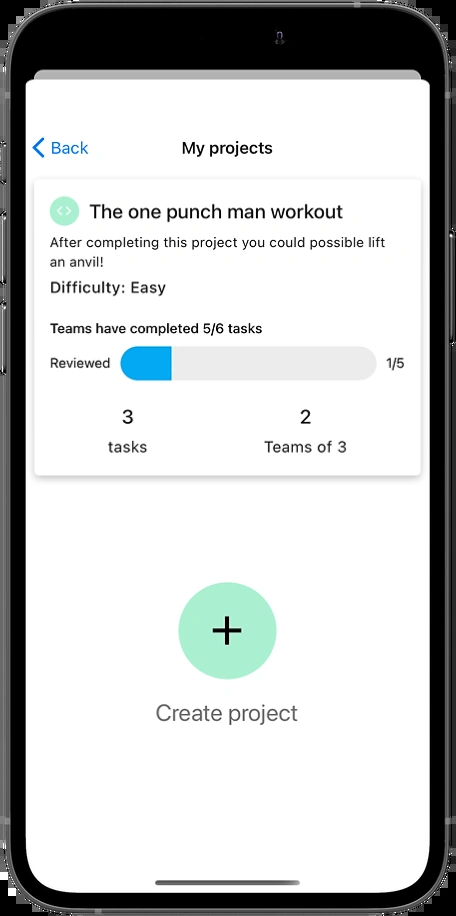 Back
My projects
The one punch man workout
After completing this project you could possible lift
an anvil!
Difficulty: Easy
Teams have completed 5/6 tasks
Reviewed 1/5
3 2
tasks Teams of 3
+
Create project